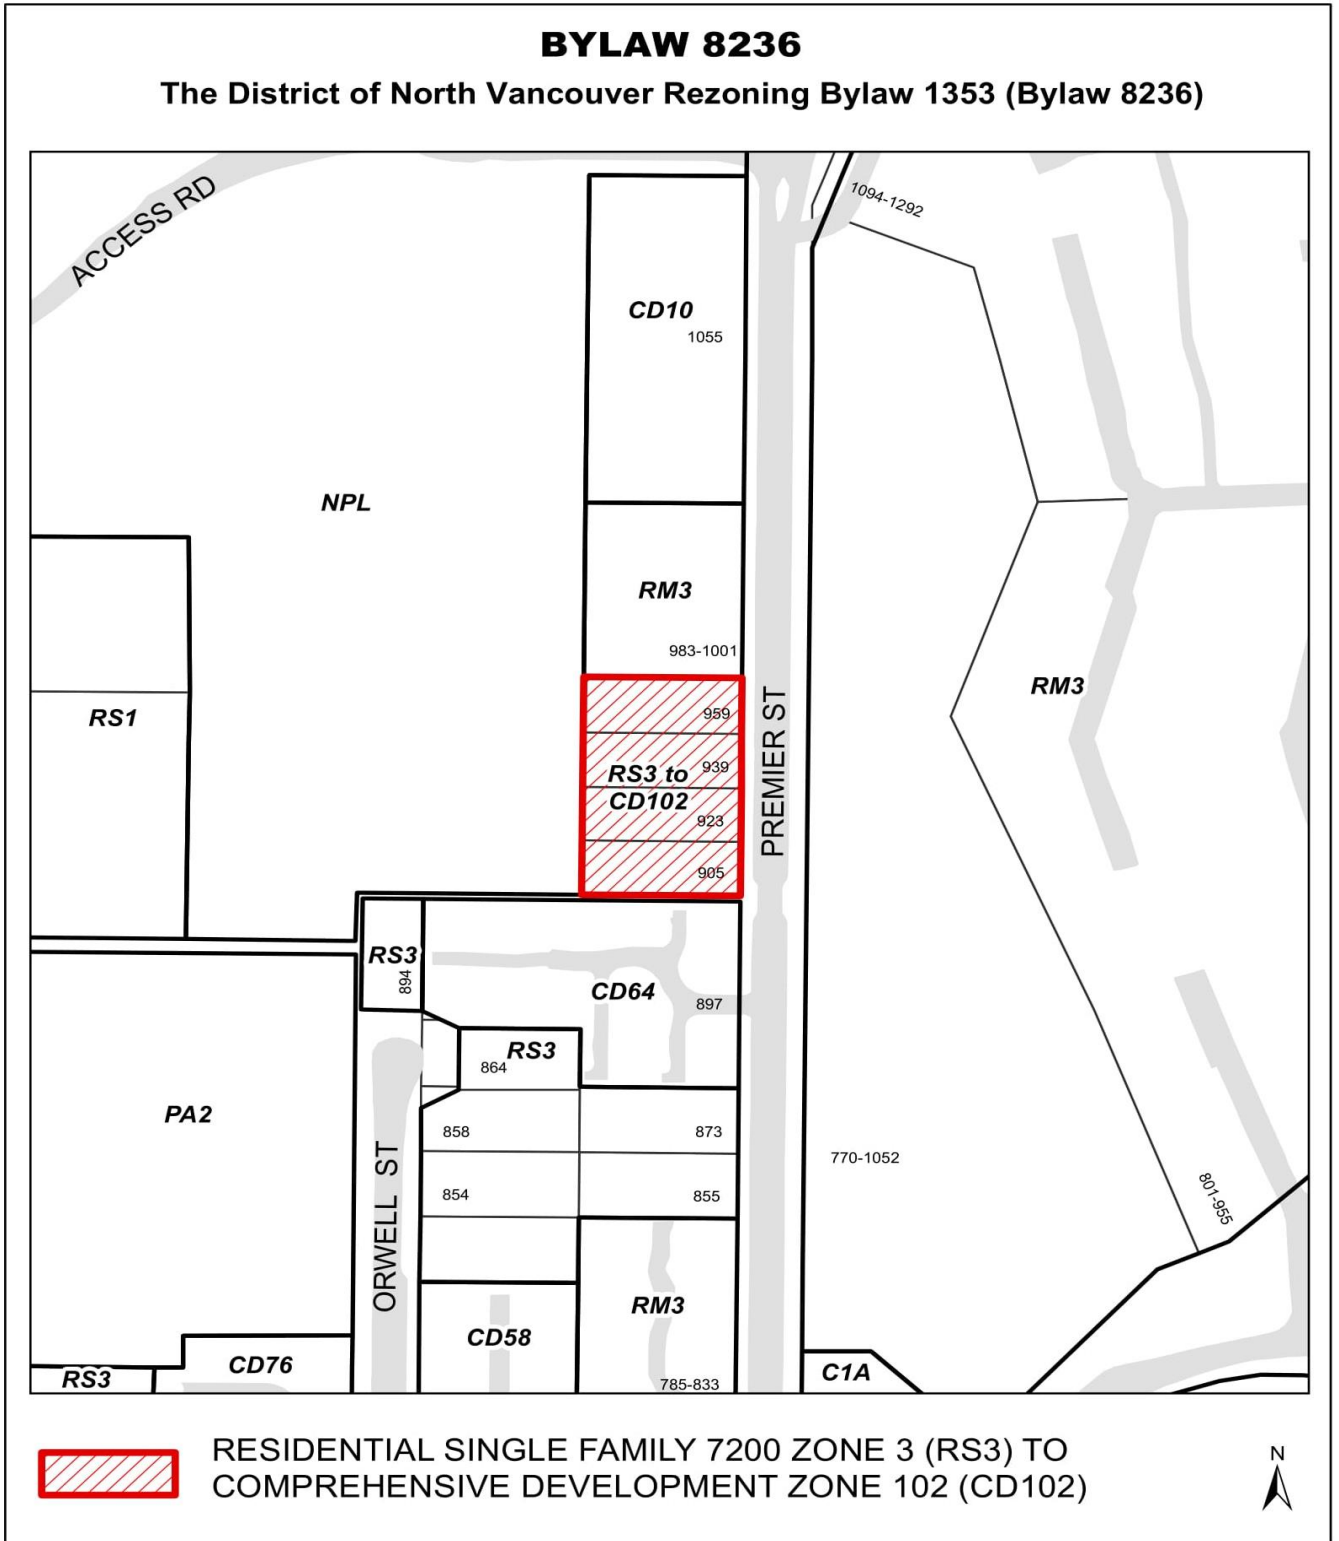 BYLAW 8236
The District of North Vancouver Rezoning Bylaw 1353 (Bylaw 8236)
ACCESS RD
1094-1292
CD10
1055
NPL
RM3
983-1001
RM3
RS1
959
RS3 to
939
CD102
923
905
PREMIER ST
RS3
894
CD64
897
RS3
864
PA2
858
873
770-1052
854
855
801-955
ORWELL ST
RM3
CD58
CD76
RS3
785-833
C1A
RESIDENTIAL SINGLE FAMILY 7200 ZONE 3 (RS3) TO
COMPREHENSIVE DEVELOPMENT ZONE 102 (CD102)
N